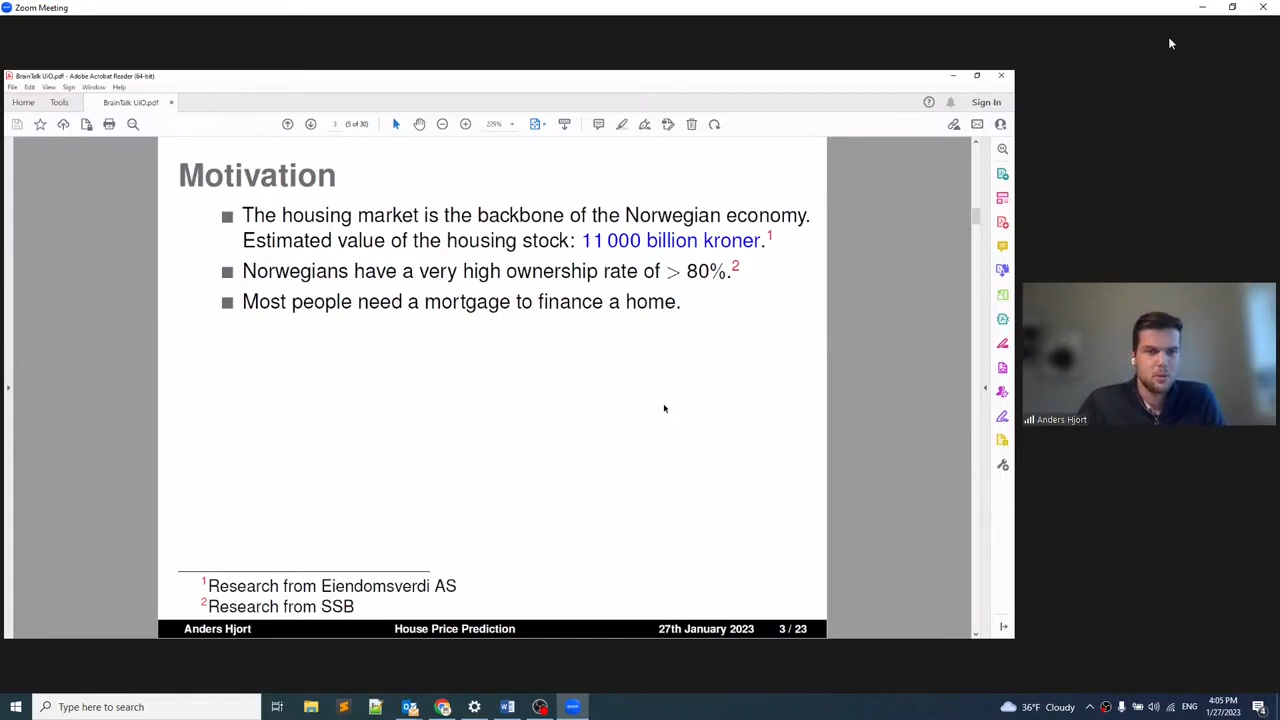 Zoom Meeting
BrainTalk UiO.pdf - Adobe Acrobat Reader (64-bit)
File Edit View Sign Window Help
Home Tools BrainTalk UiO.pdf × Sign In
3 (5 of 30) 229%
Motivation
The housing market is the backbone of the Norwegian economy.
Estimated value of the housing stock: 11 000 billion kroner.1
Norwegians have a very high ownership rate of > 80%.2
Most people need a mortgage to finance a home.
Anders Hjort
1Research from Eiendomsverdi AS
2Research from SSB
Anders Hjort House Price Prediction 27th January 2023 3 / 23
Type here to search
36°F Cloudy ENG 4:05 PM
1/27/2023
4